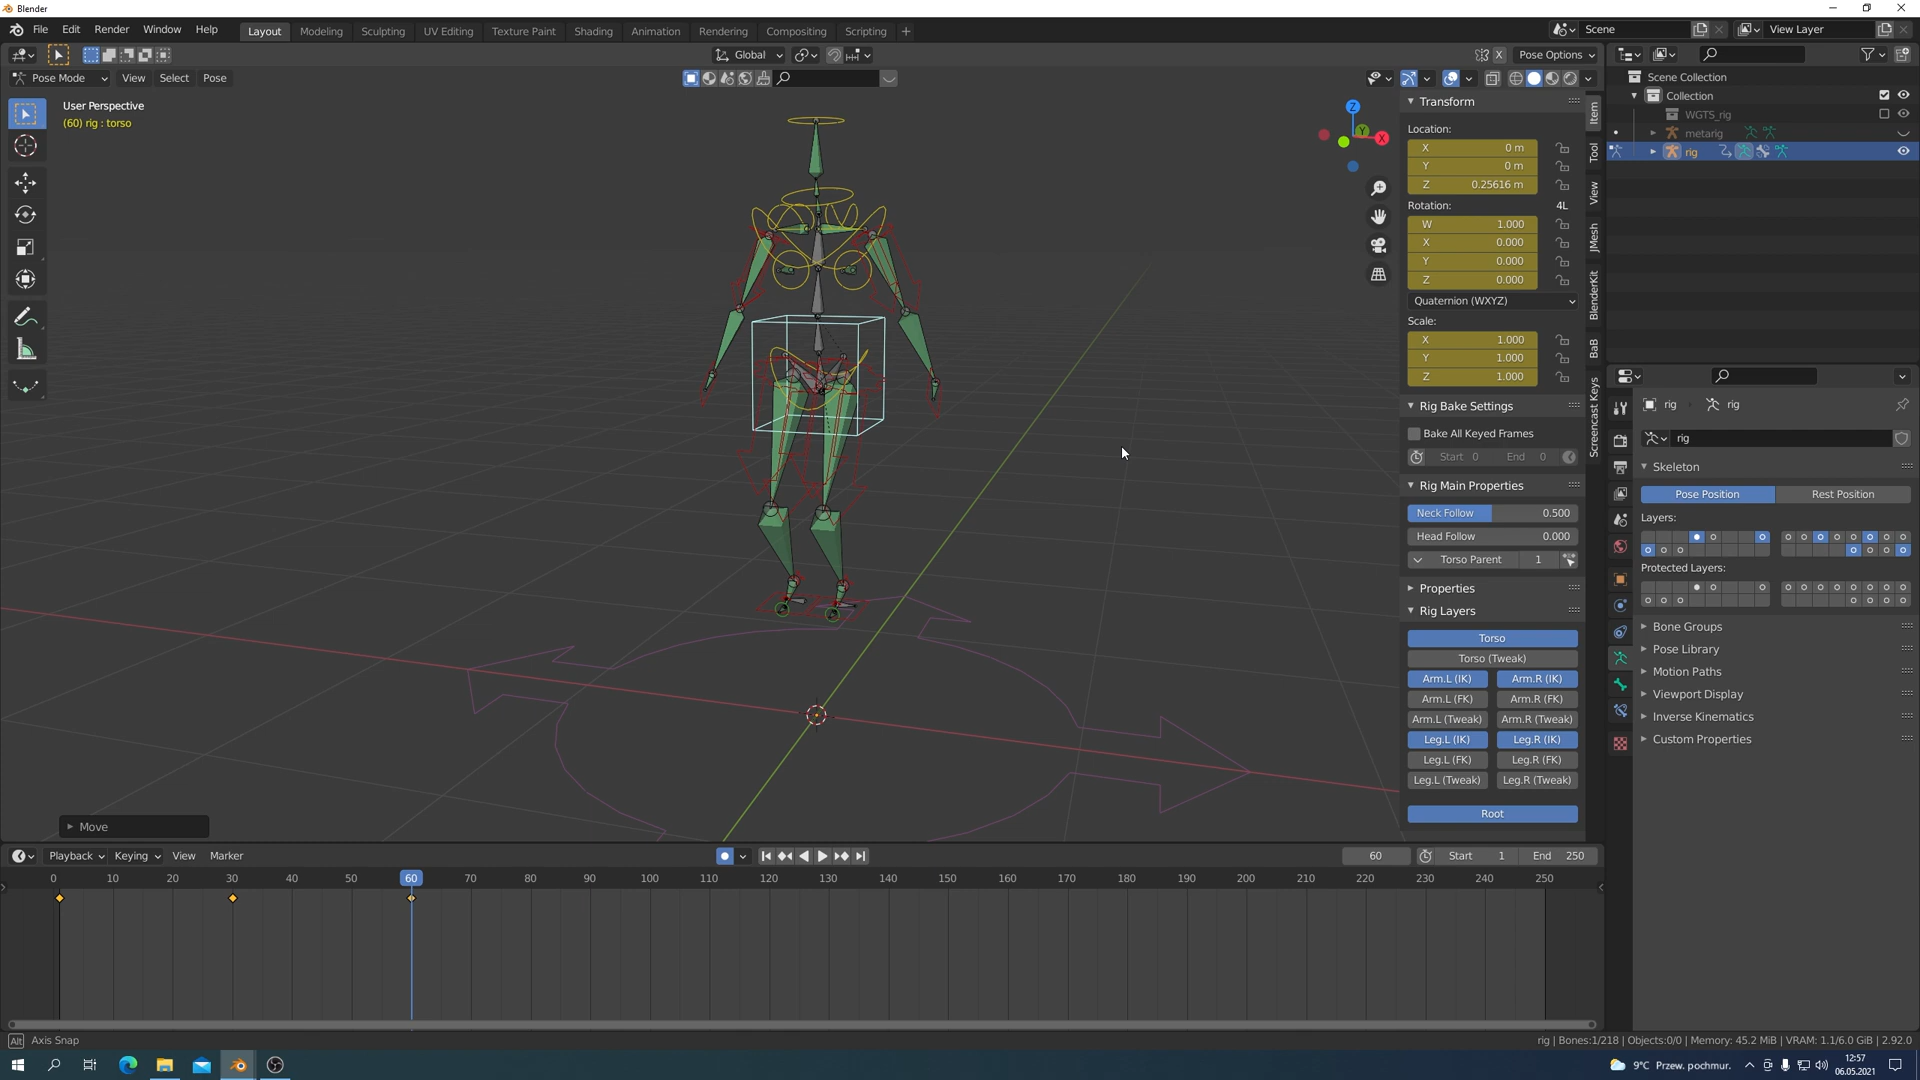 Blender
File Edit Render Window Help Layout Modeling Sculpting UV Editing Texture Paint Shading Animation Rendering Compositing Scripting +
Scene View Layer
Global X Pose Options
Pose Mode View Select Pose
User Perspective
(60) rig : torso
Z Y X
Transform
Location:
X 0 m
Y 0 m
Z 0.25616 m
Rotation: 4L
W 1.000
X 0.000
Y 0.000
Z 0.000
Quaternion (WXYZ)
Scale:
X 1.000
Y 1.000
Z 1.000
Rig Bake Settings
Bake All Keyed Frames
Start 0 End 0
Rig Main Properties
Neck Follow 0.500
Head Follow 0.000
Torso Parent 1
Properties
Rig Layers
Torso
Torso (Tweak)
Arm.L (IK) Arm.R (IK)
Arm.L (FK) Arm.R (FK)
Arm.L (Tweak) Arm.R (Tweak)
Leg.L (IK) Leg.R (IK)
Leg.L (FK) Leg.R (FK)
Leg.L (Tweak) Leg.R (Tweak)
Root
Item
Tool
View
JMesh
BlenderKit
BaB
Screencast Keys
Scene Collection
Collection
WGTS_rig
metarig
rig
rig rig
rig
Skeleton
Pose Position Rest Position
Layers:
Protected Layers:
Bone Groups
Pose Library
Motion Paths
Viewport Display
Inverse Kinematics
Custom Properties
Move
Playback Keying View Marker 60 Start 1 End 250
0 10 20 30 40 50 60 70 80 90 100 110 120 130 140 150 160 170 180 190 200 210 220 230 240 250
Alt Axis Snap
rig | Bones:1/218 | Objects:0/0 | Memory: 45.2 MiB | VRAM: 1.1/6.0 GiB | 2.92.0
9°C Przew. pochmur.
12:57
06.05.2021